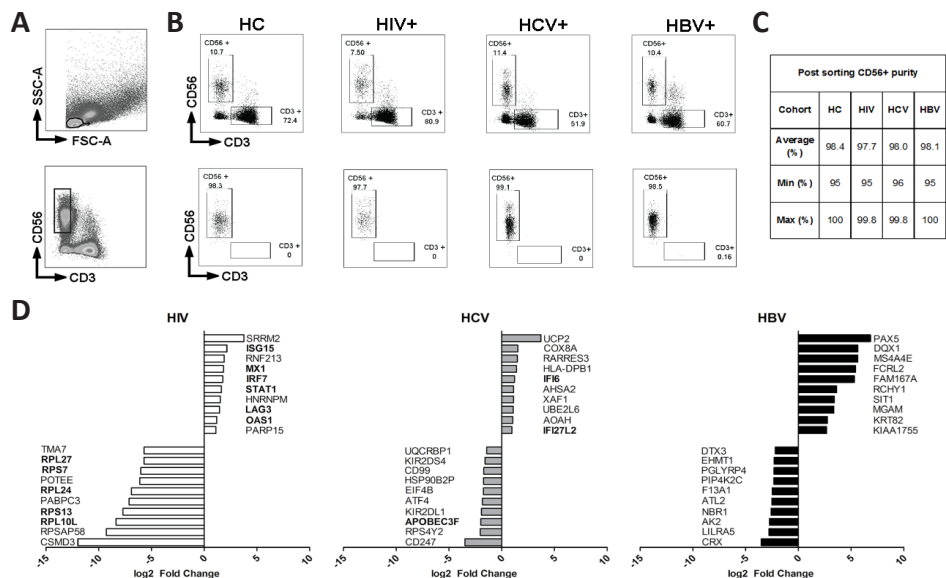 A
SSC-A
FSC-A
CD56
CD3
B
HC
HIV+
HCV+
HBV+
CD56 +
10.7
CD3 +
72.4
CD56 +
7.50
CD3 +
80.9
CD56+
11.4
CD3 +
51.9
CD56 +
10.4
CD3 +
60.7
CD56
CD3
CD56 +
98.3
CD3 +
0
CD56 +
97.7
CD3 +
0
CD56 +
99.1
CD3 +
0
CD56 +
98.5
CD3+
0.16
CD56
CD3
C
Post sorting CD56+ purity
Cohort HC HIV HCV HBV
Average (%) 98.4 97.7 98.0 98.1
Min (%) 95 95 96 95
Max (%) 100 99.8 99.8 100
D
HIV
SRRM2
ISG15
RNF213
MX1
IRF7
STAT1
HNRNPM
LAG3
OAS1
PARP15
TMA7
RPL27
RPS7
POTEE
RPL24
PABPC3
RPS13
RPL10L
RPSAP58
CSMD3
-15 -10 -5 0 5 10
log2 Fold Change
HCV
UCP2
COX8A
RARRES3
HLA-DPB1
IFI6
AHSA2
XAF1
UBE2L6
AOAH
IFI27L2
UQCRBP1
KIR2DS4
CD99
HSP90B2P
EIF4B
ATF4
KIR2DL1
APOBEC3F
RPS4Y2
CD247
-15 -10 -5 0 5 10
log2 Fold Change
HBV
PAX5
DQX1
MS4A4E
FCRL2
FAM167A
RCHY1
SIT1
MGAM
KRT82
KIAA1755
DTX3
EHMT1
PGLYRP4
PIP4K2C
F13A1
ATL2
NBR1
AK2
LILRA5
CRX
-15 -10 -5 0 5 10
log2 Fold Change